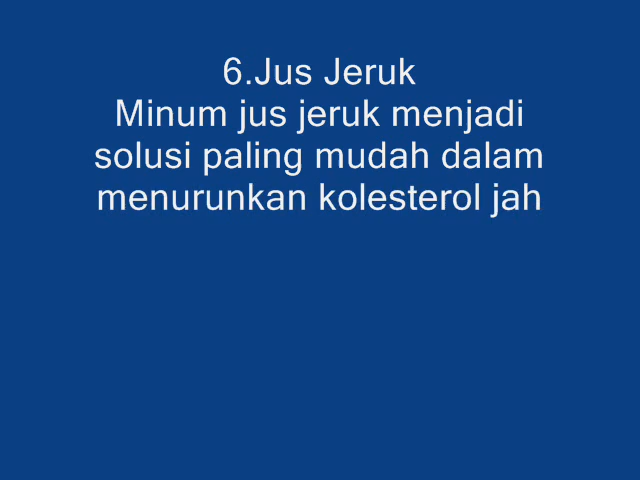 6.Jus Jeruk
Minum jus jeruk menjadi
solusi paling mudah dalam
menurunkan kolesterol jah